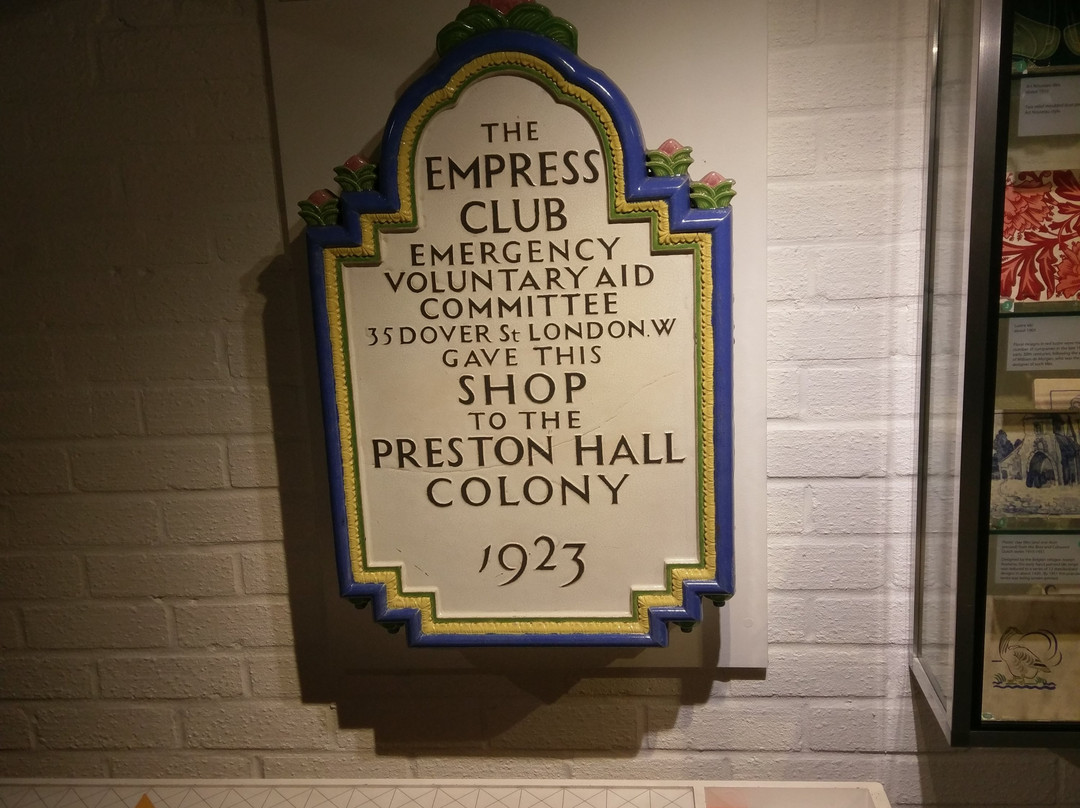 THE
EMPRESS
CLUB
EMERGENCY
VOLUNTARY AID
COMMITTEE
35 DOVER St LONDON.W
GAVE THIS
SHOP
TO THE
PRESTON HALL
COLONY
1923